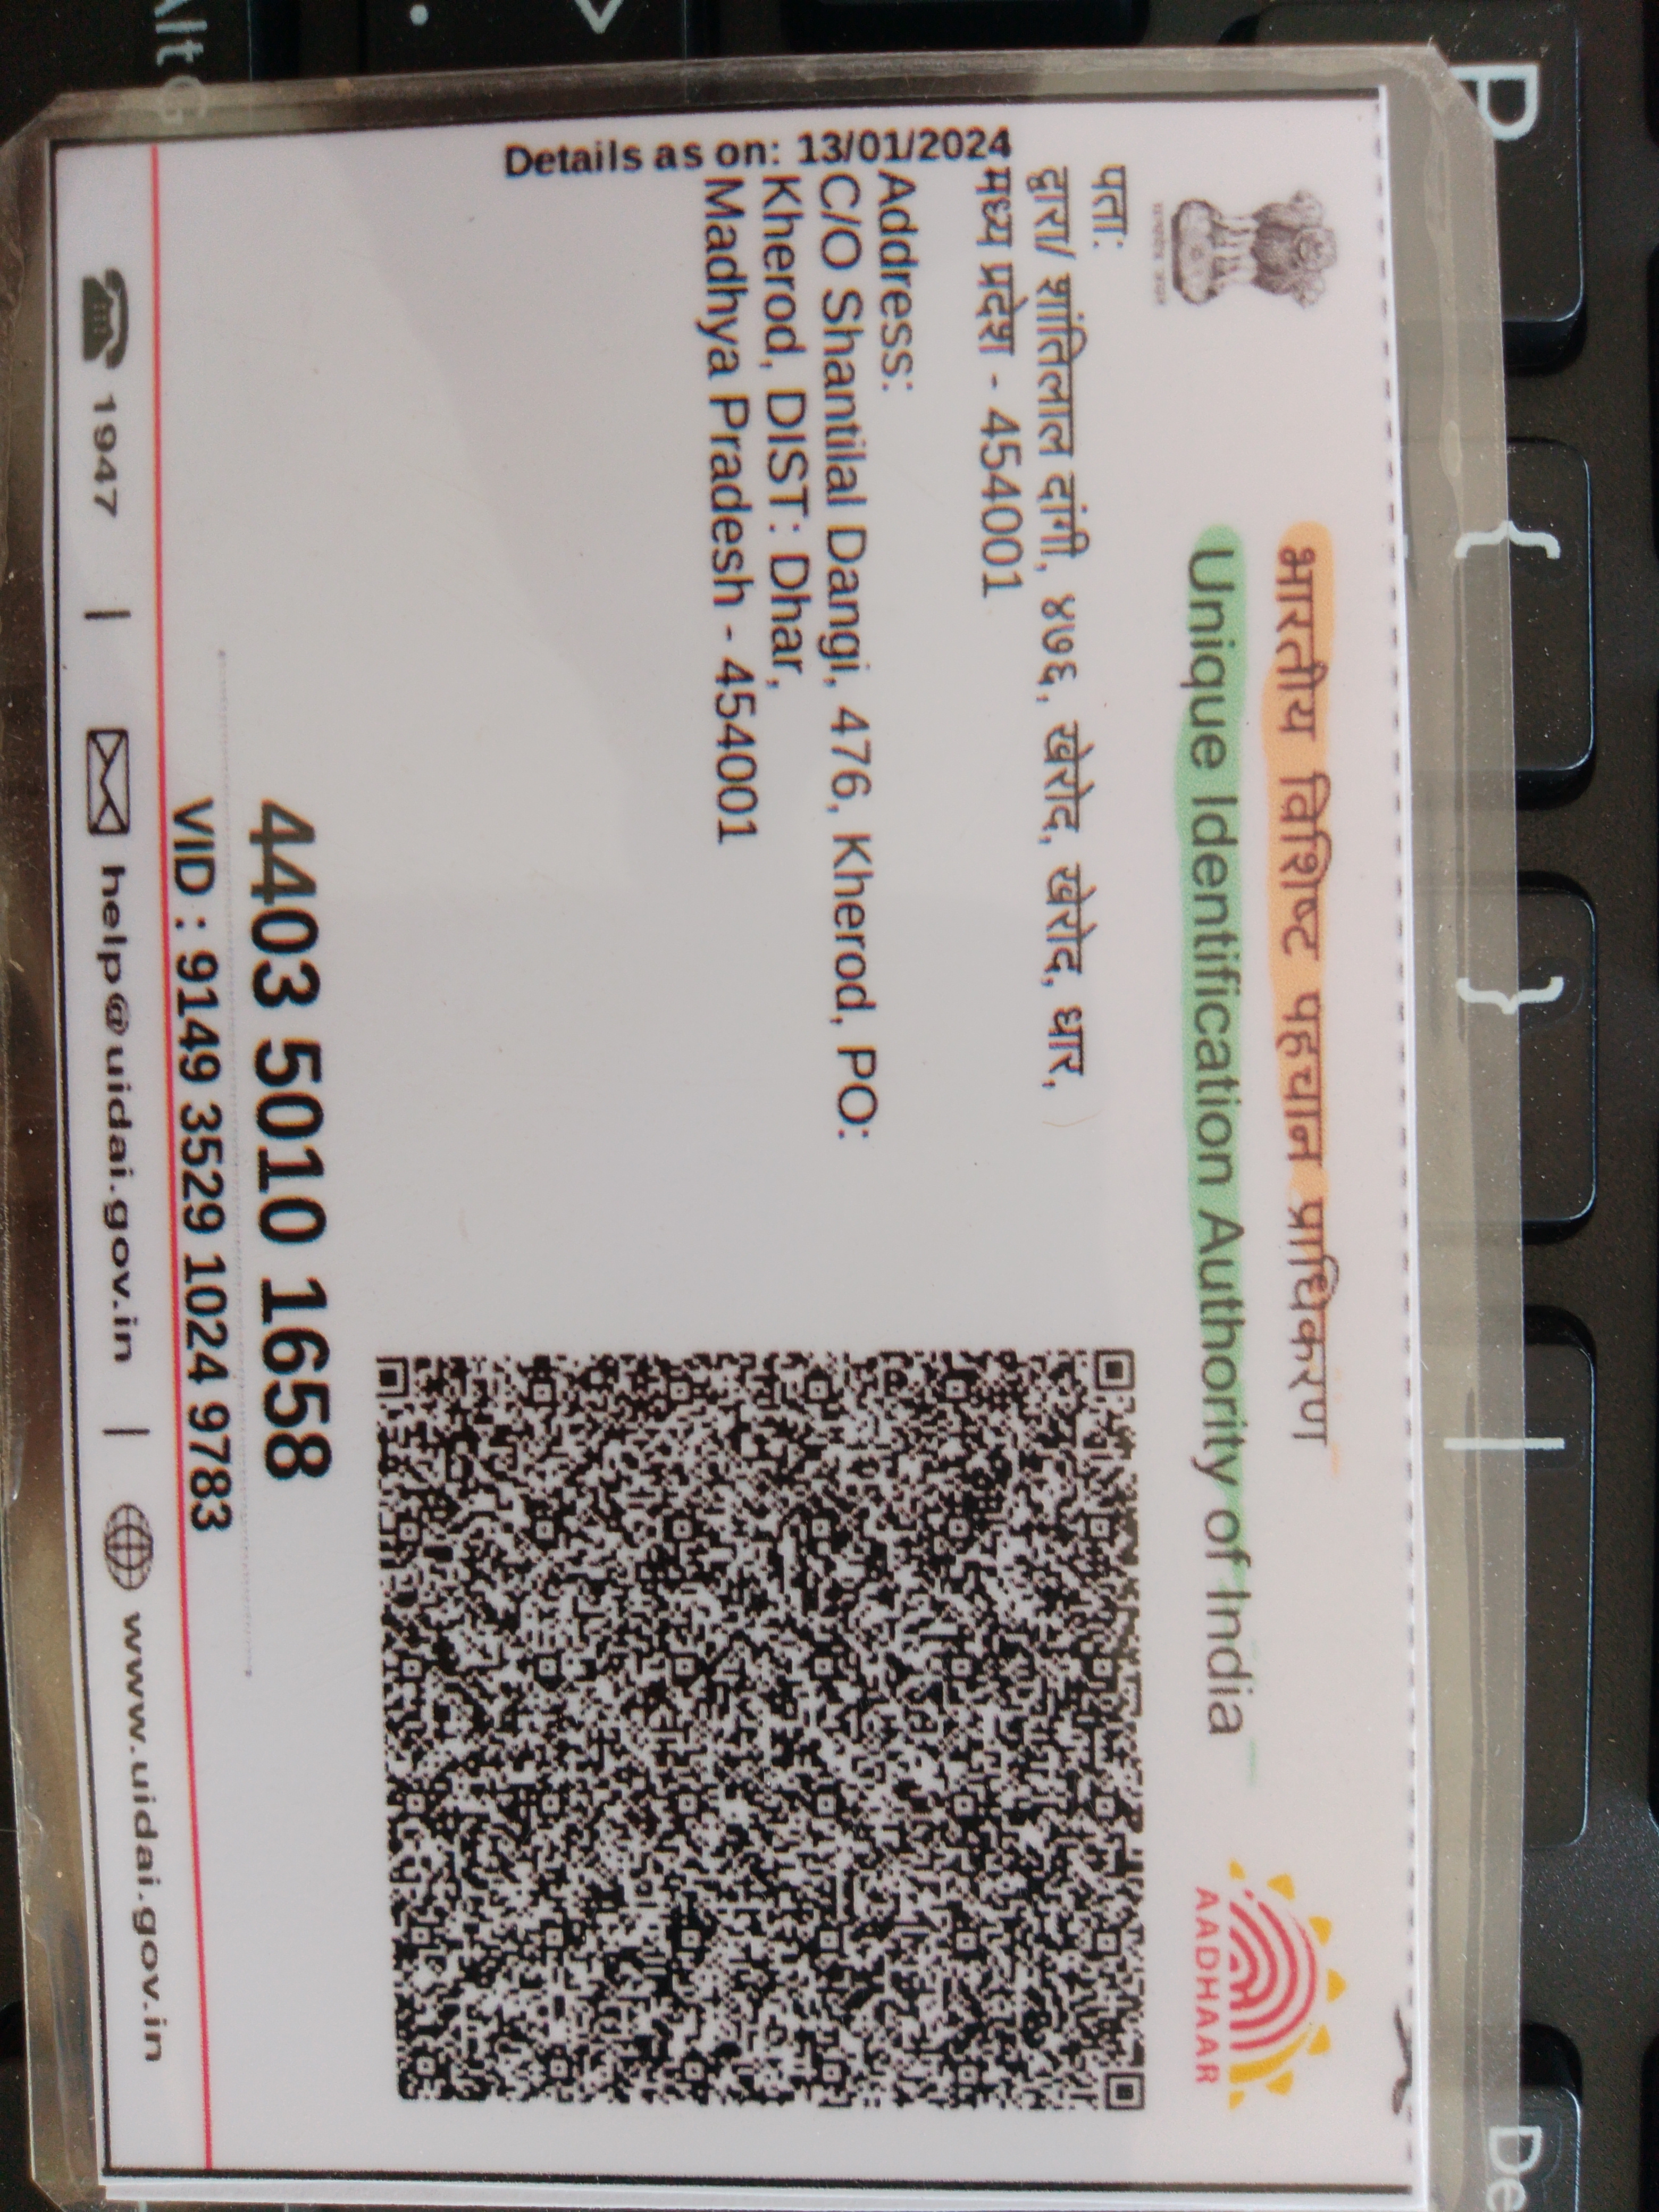 भारतीय विशिष्ट पहचान प्राधिकरण
Unique Identification Authority of India
AADHAAR
पता:
द्वारा/ शांतिलाल दांगी, ४७६, खेरोद, खेरोद, धार,
मध्य प्रदेश - 454001
Address:
C/O Shantilal Dangi, 476, Kherod, PO:
Kherod, DIST: Dhar,
Madhya Pradesh - 454001
Details as on: 13/01/2024
4403 5010 1658
VID : 9149 3529 1024 9783
1947 | help@uidai.gov.in | www.uidai.gov.in
P
{
}
|
De